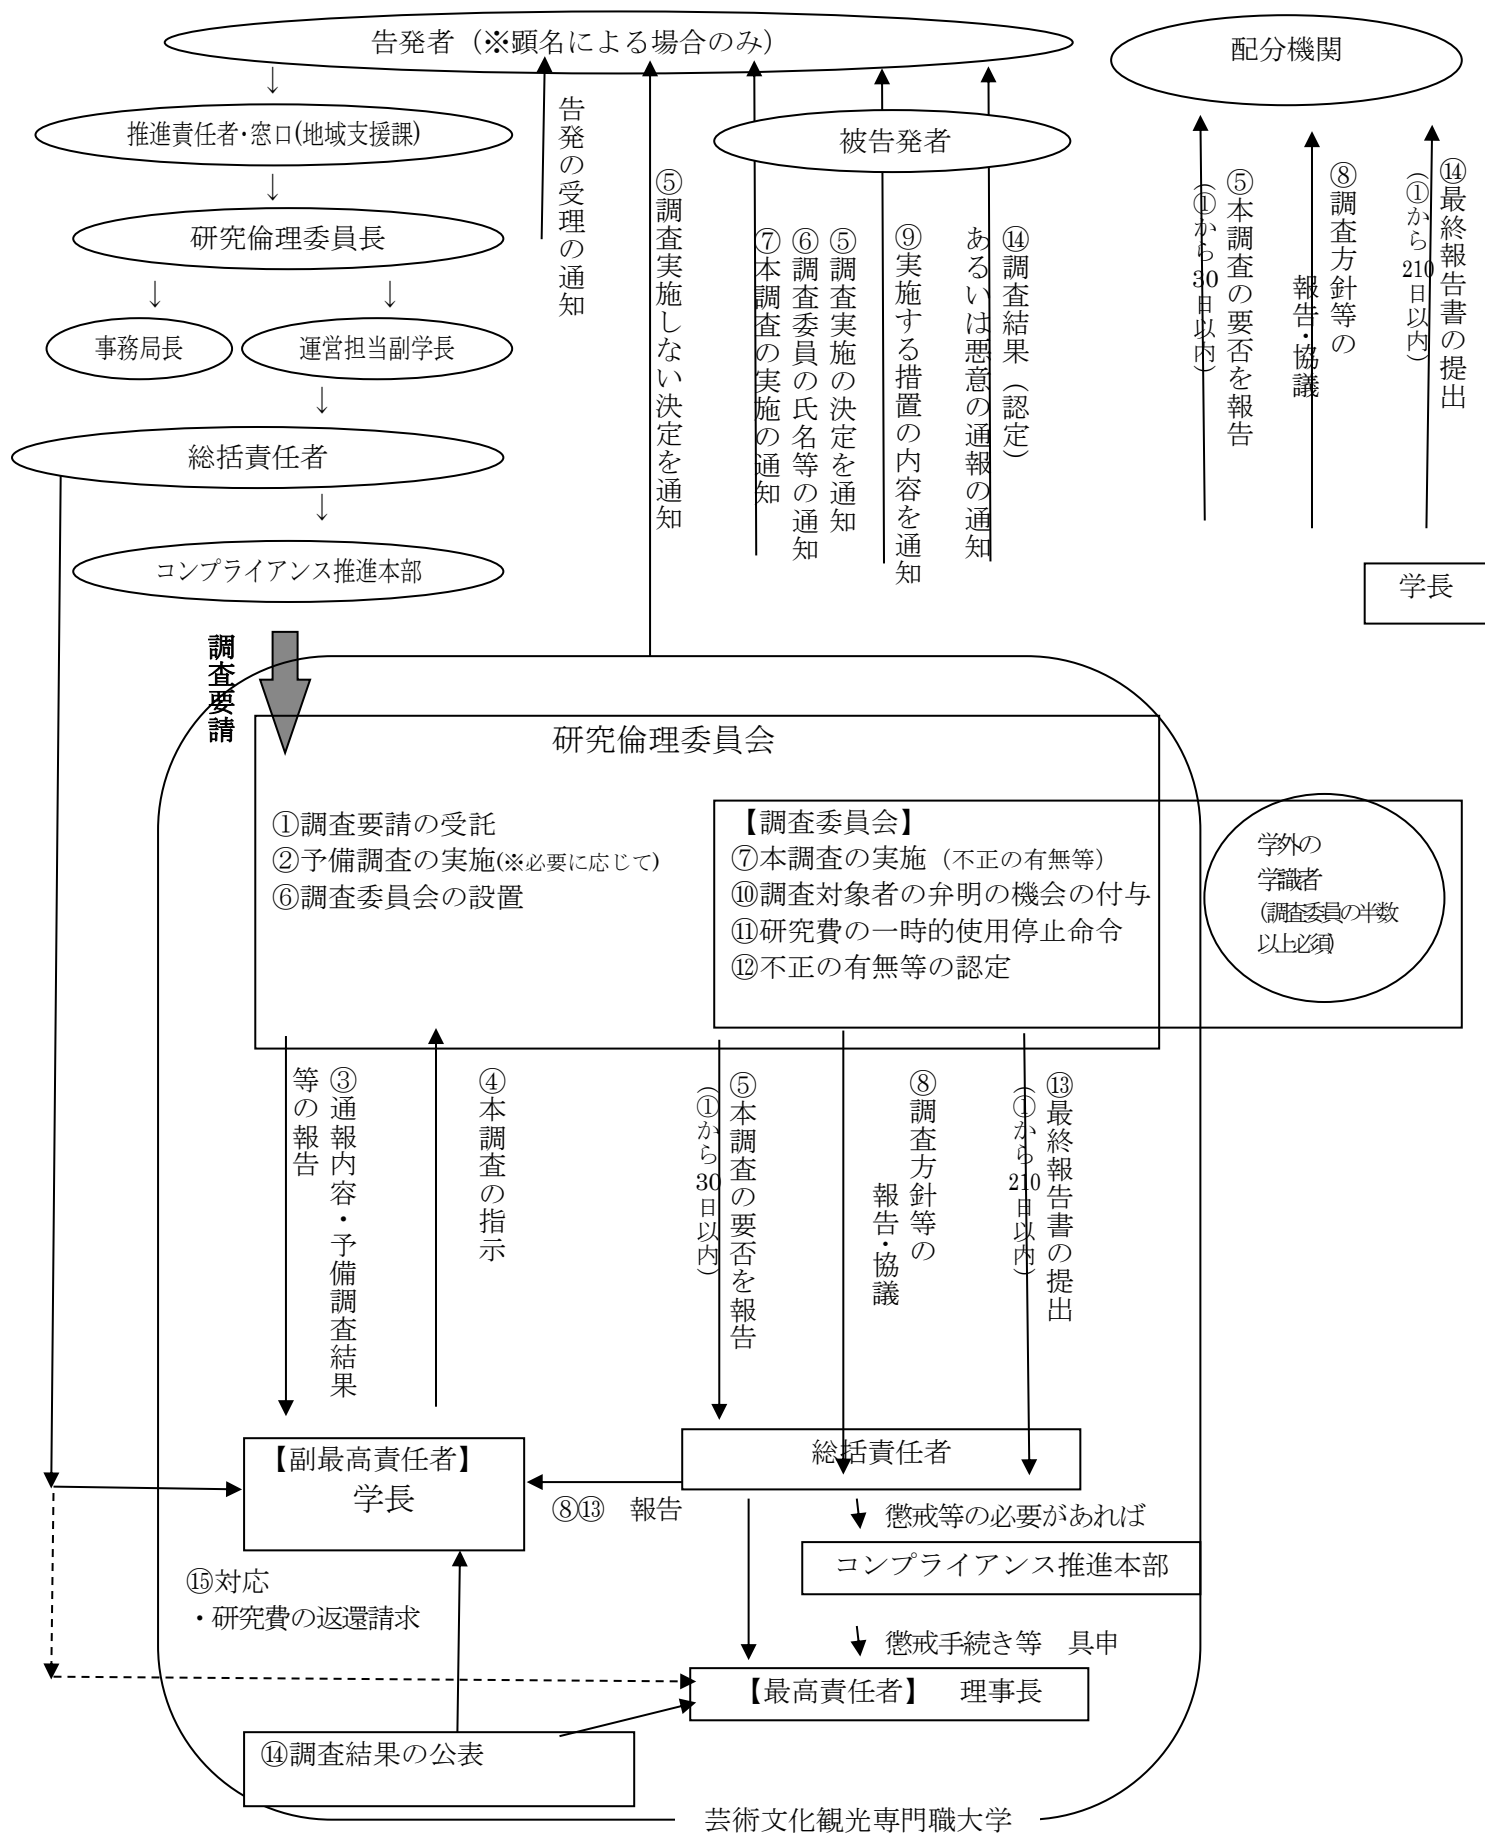 告発者（※顕名による場合のみ）
配分機関
↓
推進責任者・窓口(地域支援課)
被告発者
↓
研究倫理委員長
↓
↓
事務局長
運営担当副学長
↓
総括責任者
↓
コンプライアンス推進本部
告発の受理の通知
⑤調査実施しない決定を通知
⑤調査実施の決定を通知
⑥調査委員の氏名等の通知
⑦本調査の実施の通知
⑨実施する措置の内容を通知
⑭調査結果（認定）
あるいは悪意の通報の通知
⑤本調査の要否を報告
（①から30日以内）
⑧調査方針等の
報告・協議
⑭最終報告書の提出
（①から210日以内）
学長
調査要請
研究倫理委員会
①調査要請の受託
②予備調査の実施(※必要に応じて)
⑥調査委員会の設置
【調査委員会】
⑦本調査の実施（不正の有無等）
⑩調査対象者の弁明の機会の付与
⑪研究費の一時的使用停止命令
⑫不正の有無等の認定
学外の
学識者
(調査委員の半数
以上必須)
③通報内容・予備調査結果
等の報告
④本調査の指示
⑤本調査の要否を報告
（①から30日以内）
⑧調査方針等の
報告・協議
⑬最終報告書の提出
（①から210日以内）
【副最高責任者】
学長
総括責任者
⑧⑬　報告
懲戒等の必要があれば
コンプライアンス推進本部
⑮対応
・研究費の返還請求
懲戒手続き等　具申
【最高責任者】　理事長
⑭調査結果の公表
芸術文化観光専門職大学